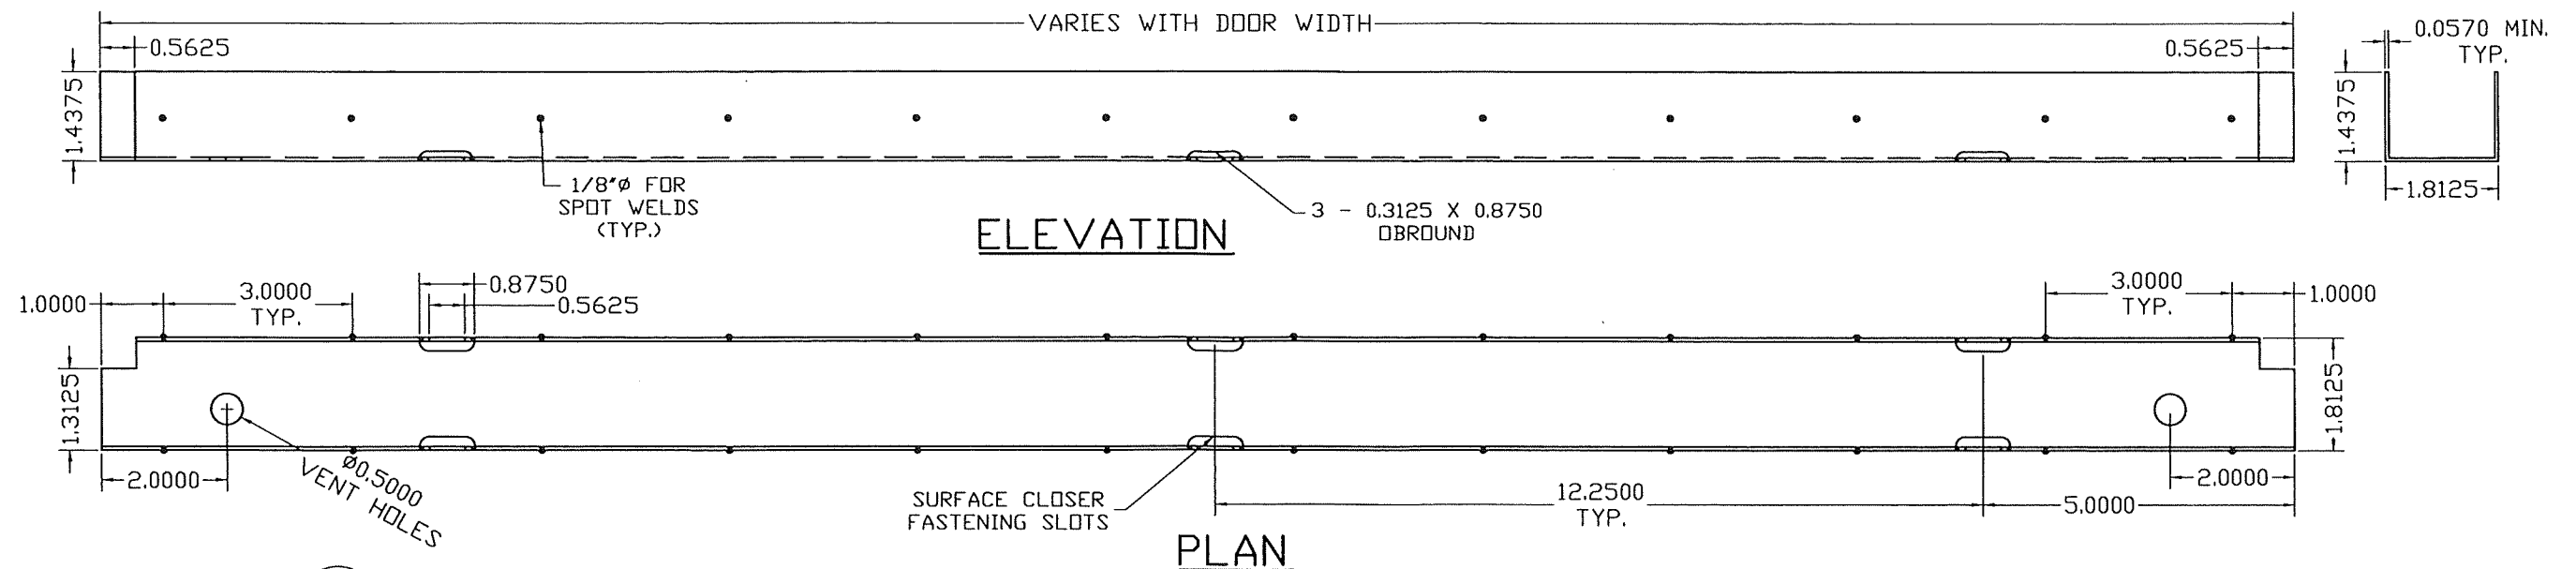 VARIES WITH DOOR WIDTH
0.5625
0.5625
0.0570 MIN.
TYP.
1.4375
1.4375
1/8"ø FOR
SPOT WELDS
(TYP.)
3 - 0.3125 X 0.8750
OBROUND
1.8125
ELEVATION
1.0000
3.0000
TYP.
0.8750
0.5625
3.0000
TYP.
1.0000
1.3125
1.8125
2.0000
ø0.5000
VENT HOLES
SURFACE CLOSER
FASTENING SLOTS
12.2500
TYP.
2.0000
5.0000
PLAN